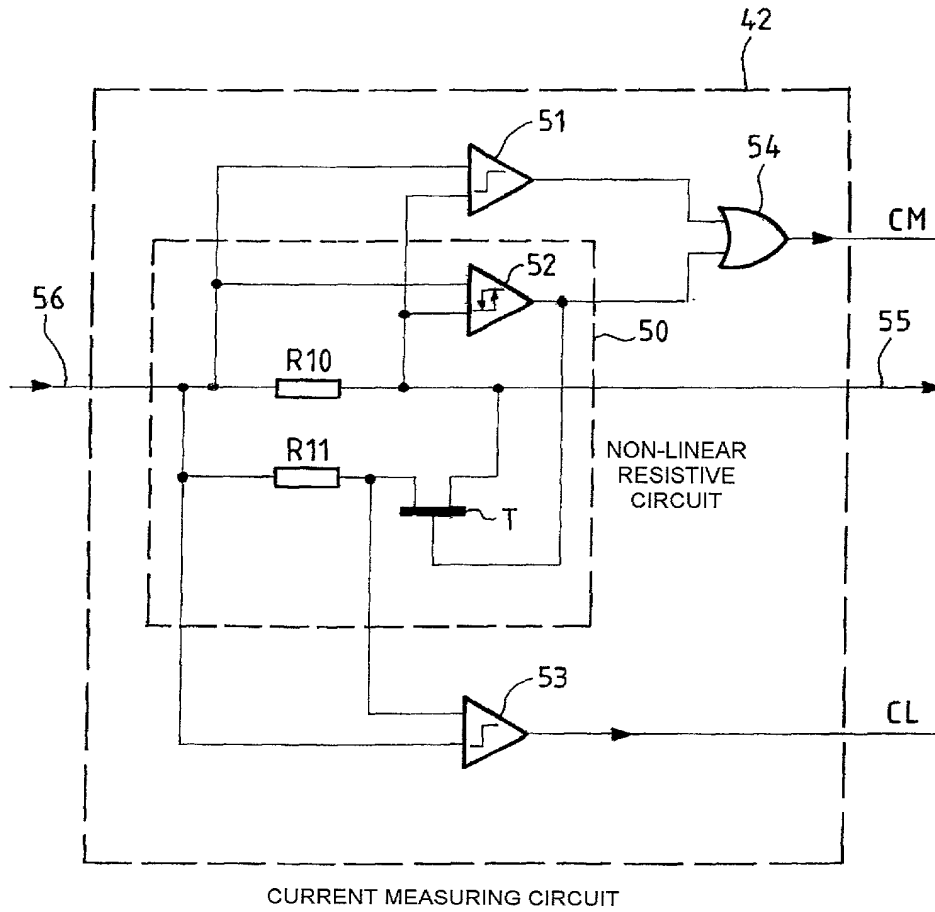 42
51
54
CM
52
56
50
55
R10
R11
NON-LINEAR
RESISTIVE
CIRCUIT
T
53
CL
CURRENT MEASURING CIRCUIT